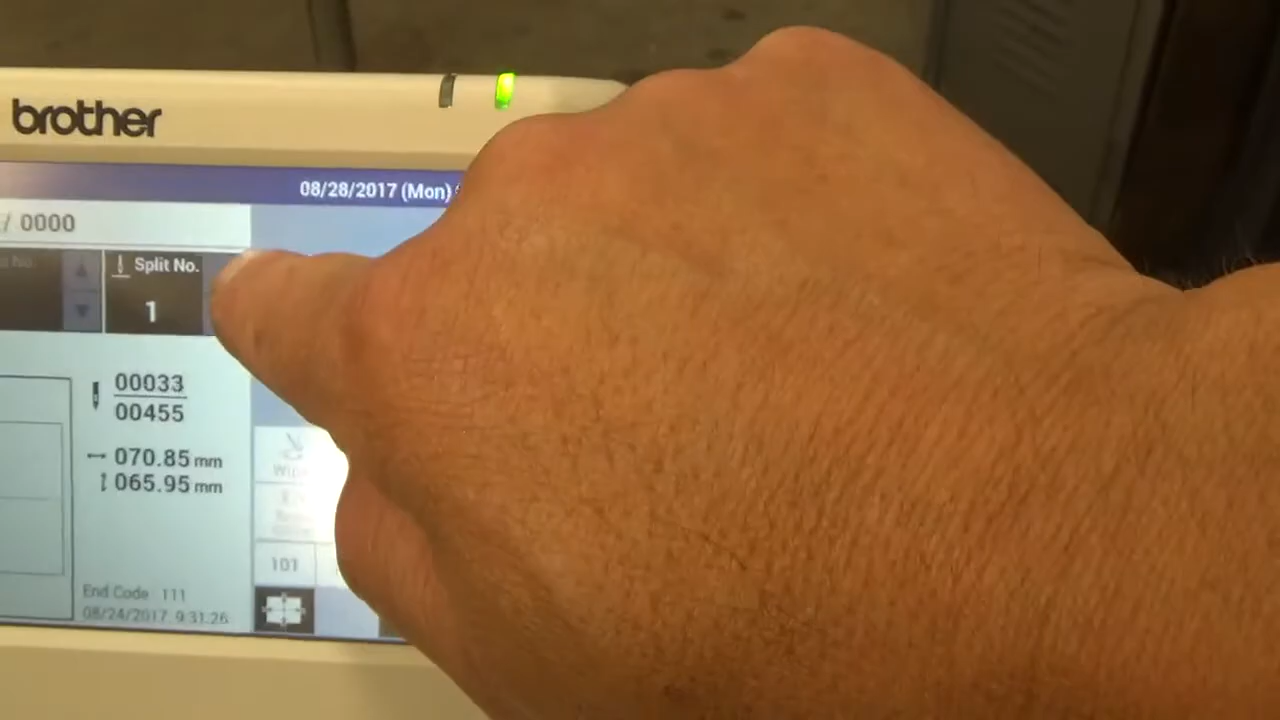 brother
08/28/2017 (Mon)
/ 0000
No.
Split No.
1
00033
00455
070.85 mm
065.95 mm
101
End Code 111
08/24/2017 9:31:26